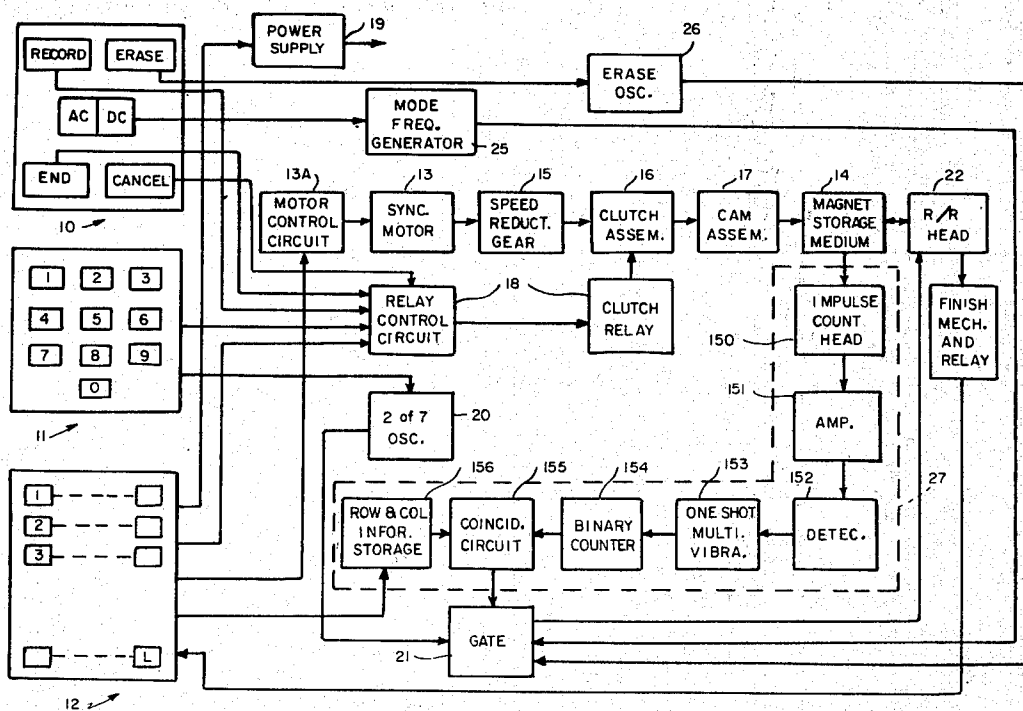 19
POWER
SUPPLY
26
RECORD
ERASE
ERASE
OSC.
AC
DC
MODE
FREQ.
GENERATOR
25
END
CANCEL
10
13A
MOTOR
CONTROL
CIRCUIT
13
SYNC.
MOTOR
15
SPEED
REDUCT.
GEAR
16
CLUTCH
ASSEM.
17
CAM
ASSEM.
14
MAGNET
STORAGE
MEDIUM
22
R/R
HEAD
1
2
3
4
5
6
7
8
9
0
11
RELAY
CONTROL
CIRCUIT
18
CLUTCH
RELAY
IMPULSE
COUNT
HEAD
150
FINISH
MECH.
AND
RELAY
2 of 7
OSC.
20
151
AMP.
1
2
3
L
12
156
ROW & COL
INFOR.
STORAGE
155
COINCID.
CIRCUIT
154
BINARY
COUNTER
153
ONE SHOT
MULTI.
VIBRA.
152
DETEC.
27
GATE
21